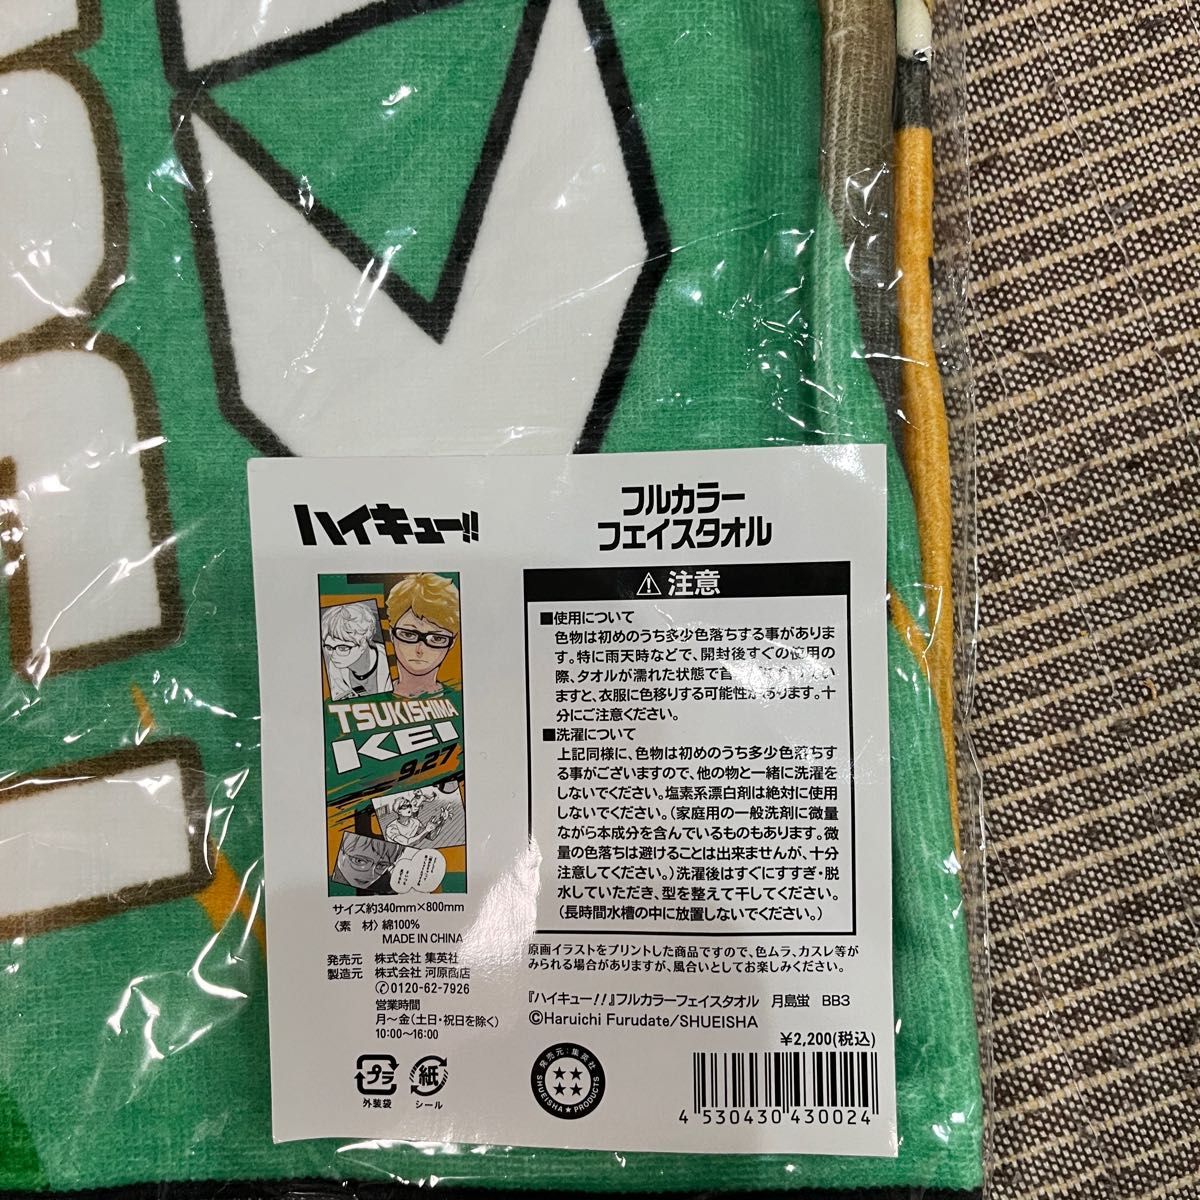 ハイキュー!!
TSUKISHIMA
KEI
9.27
サイズ約340mm×800mm
〈素 材〉綿100%
MADE IN CHINA
発売元 株式会社 集英社
製造元 株式会社 河原商店
0120-62-7926
営業時間
月〜金(土日・祝日を除く)
10:00〜16:00
プラ
外装袋
紙
シール
フルカラー
フェイスタオル
注意
■使用について
色物は初めのうち多少色落ちする事がありま
す。特に雨天時などで、開封後すぐの使用の
際、タオルが濡れた状態で首
いますと、衣服に色移りする可能性があります。十
分にご注意ください。
■洗濯について
上記同様に、色物は初めのうち多少色落ちす
る事がございますので、他の物と一緒に洗濯を
しないでください。塩素系漂白剤は絶対に使用
しないでください。(家庭用の一般洗剤に微量
ながら本成分を含んでいるものもあります。微
量の色落ちは避けることは出来ませんが、十分
注意してください。)洗濯後はすぐにすすぎ・脱
水していただき、型を整えて干してください。
(長時間水槽の中に放置しないでください。)
原画イラストをプリントした商品ですので、色ムラ、カスレ等が
みられる場合がありますが、風合いとしてお楽しみください。
『ハイキュー!!』フルカラーフェイスタオル 月島蛍 BB3
©Haruichi Furudate/SHUEISHA
¥2,200(税込)
発売元:集英社
SHUEISHA★PRODUCTS
4 530430 430024